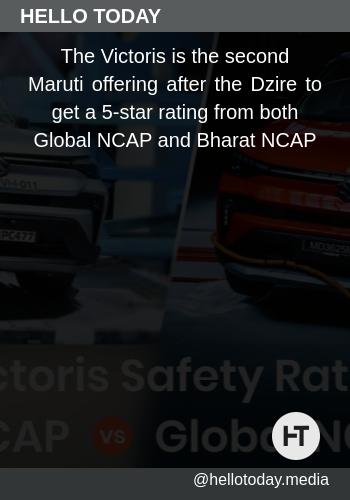 HELLO TODAY
The Victoris is the second
Maruti offering after the Dzire to
get a 5-star rating from both
Global NCAP and Bharat NCAP
ctoris Safety Rat
CAP VS Globa
HT
@hellotoday.media